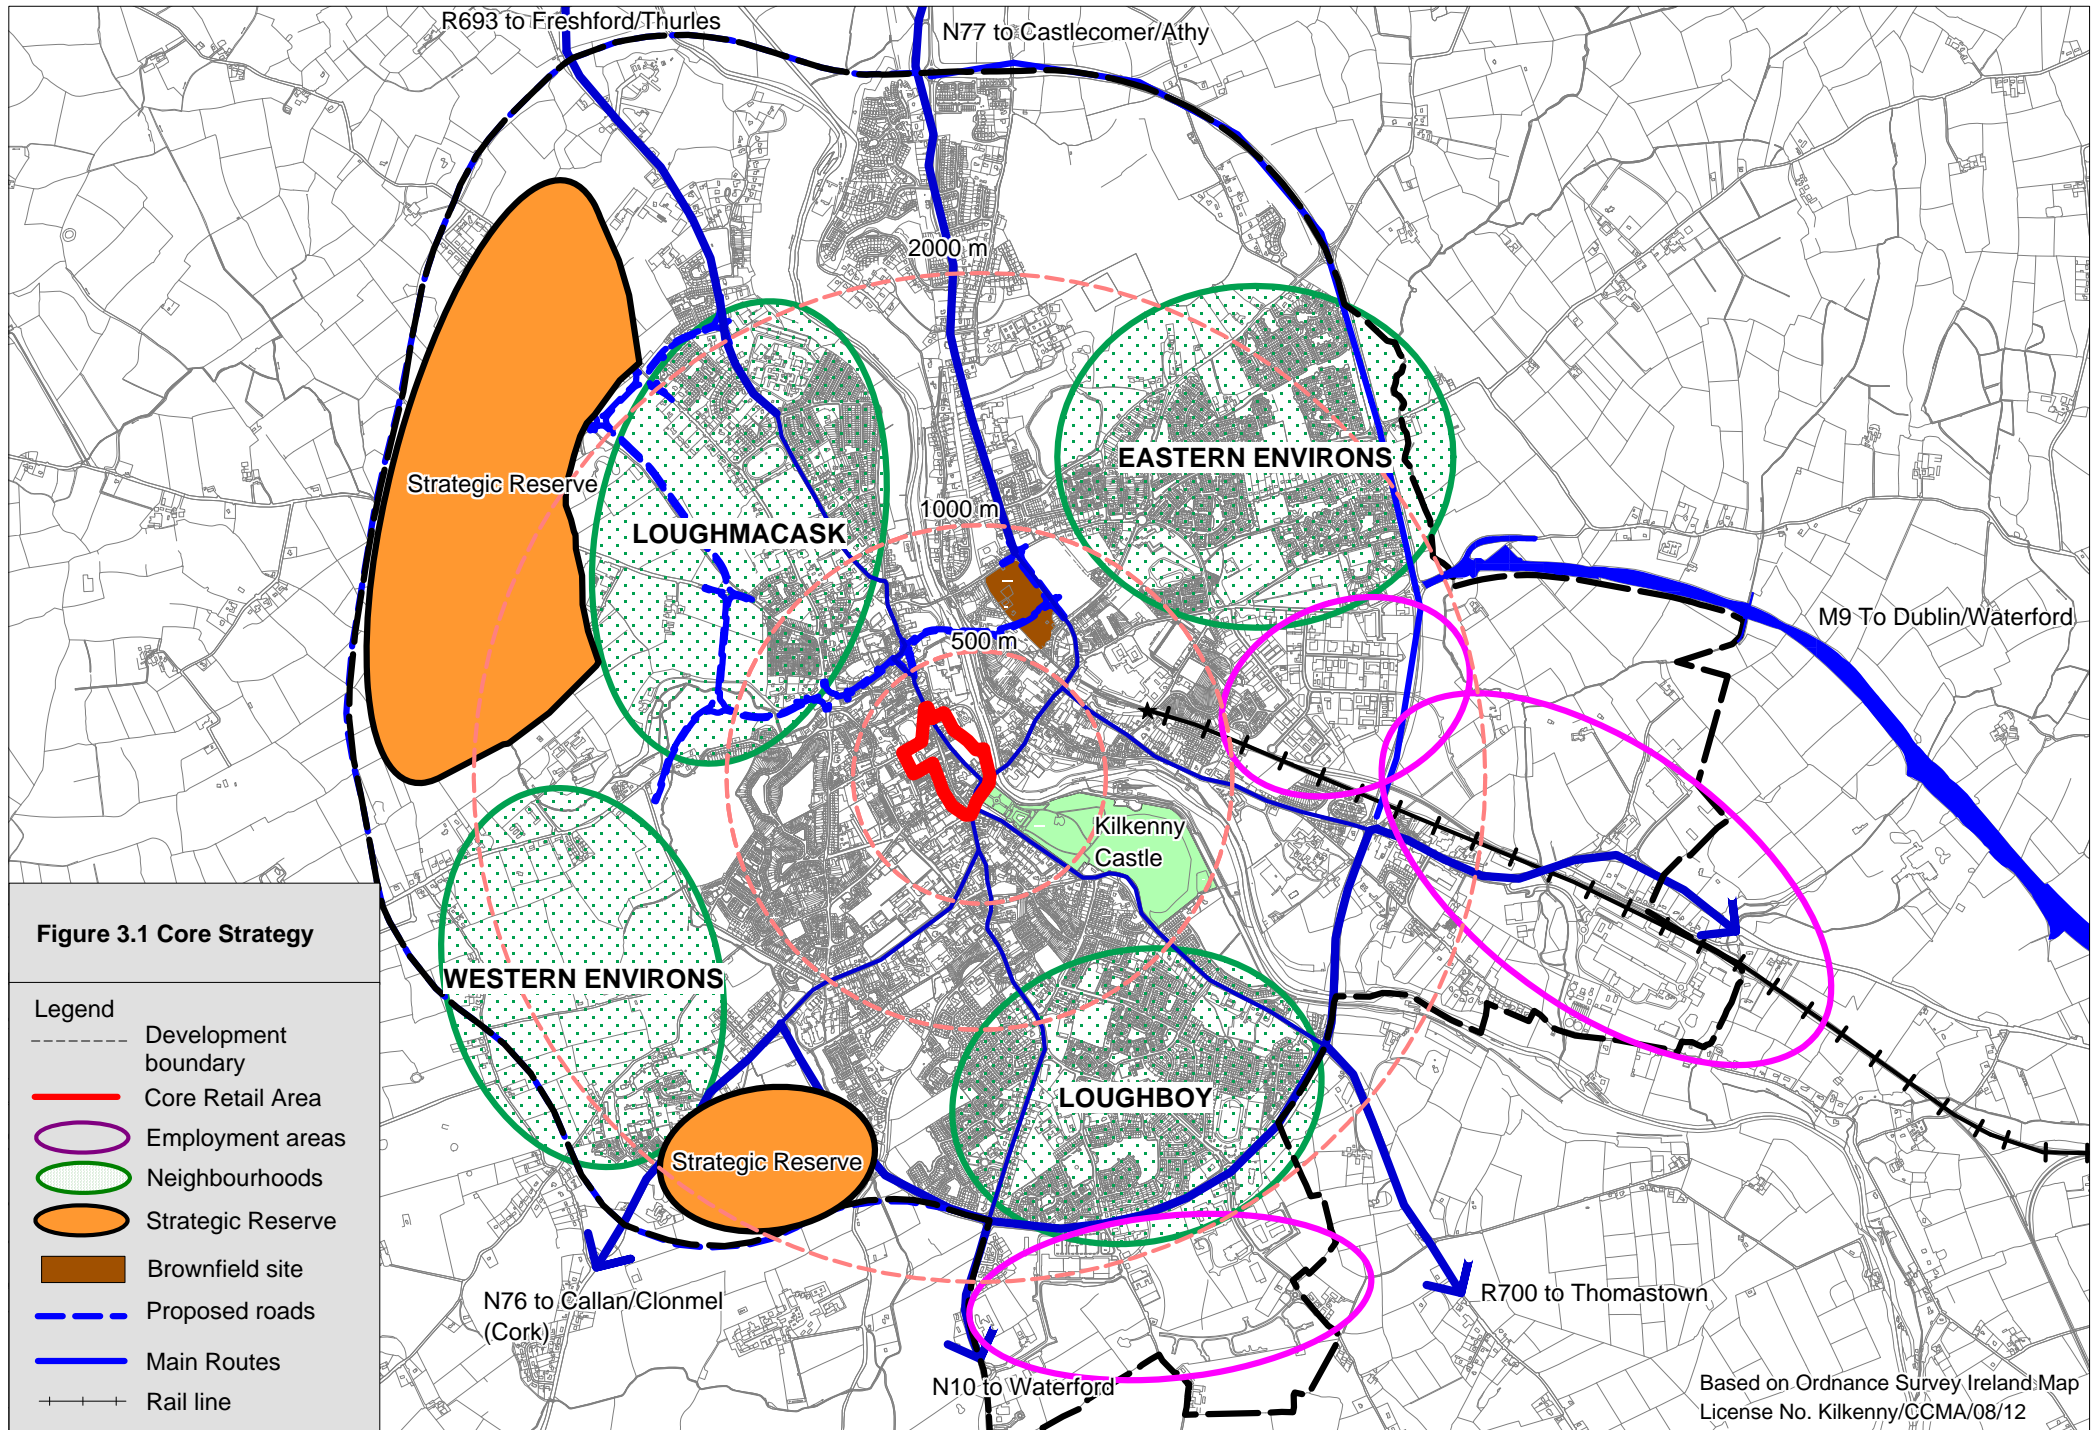 R693 to Freshford/Thurles
N77 to Castlecomer/Athy
2000 m
EASTERN ENVIRONS
Strategic Reserve
1000 m
LOUGHMACASK
M9 To Dublin/Waterford
500 m
Kilkenny
Castle
WESTERN ENVIRONS
LOUGHBOY
Strategic Reserve
R700 to Thomastown
N76 to Callan/Clonmel
(Cork)
N10 to Waterford
Figure 3.1 Core Strategy
Legend
Development
boundary
Core Retail Area
Employment areas
Neighbourhoods
Strategic Reserve
Brownfield site
Proposed roads
Main Routes
Rail line
Based on Ordnance Survey Ireland Map
License No. Kilkenny/CCMA/08/12